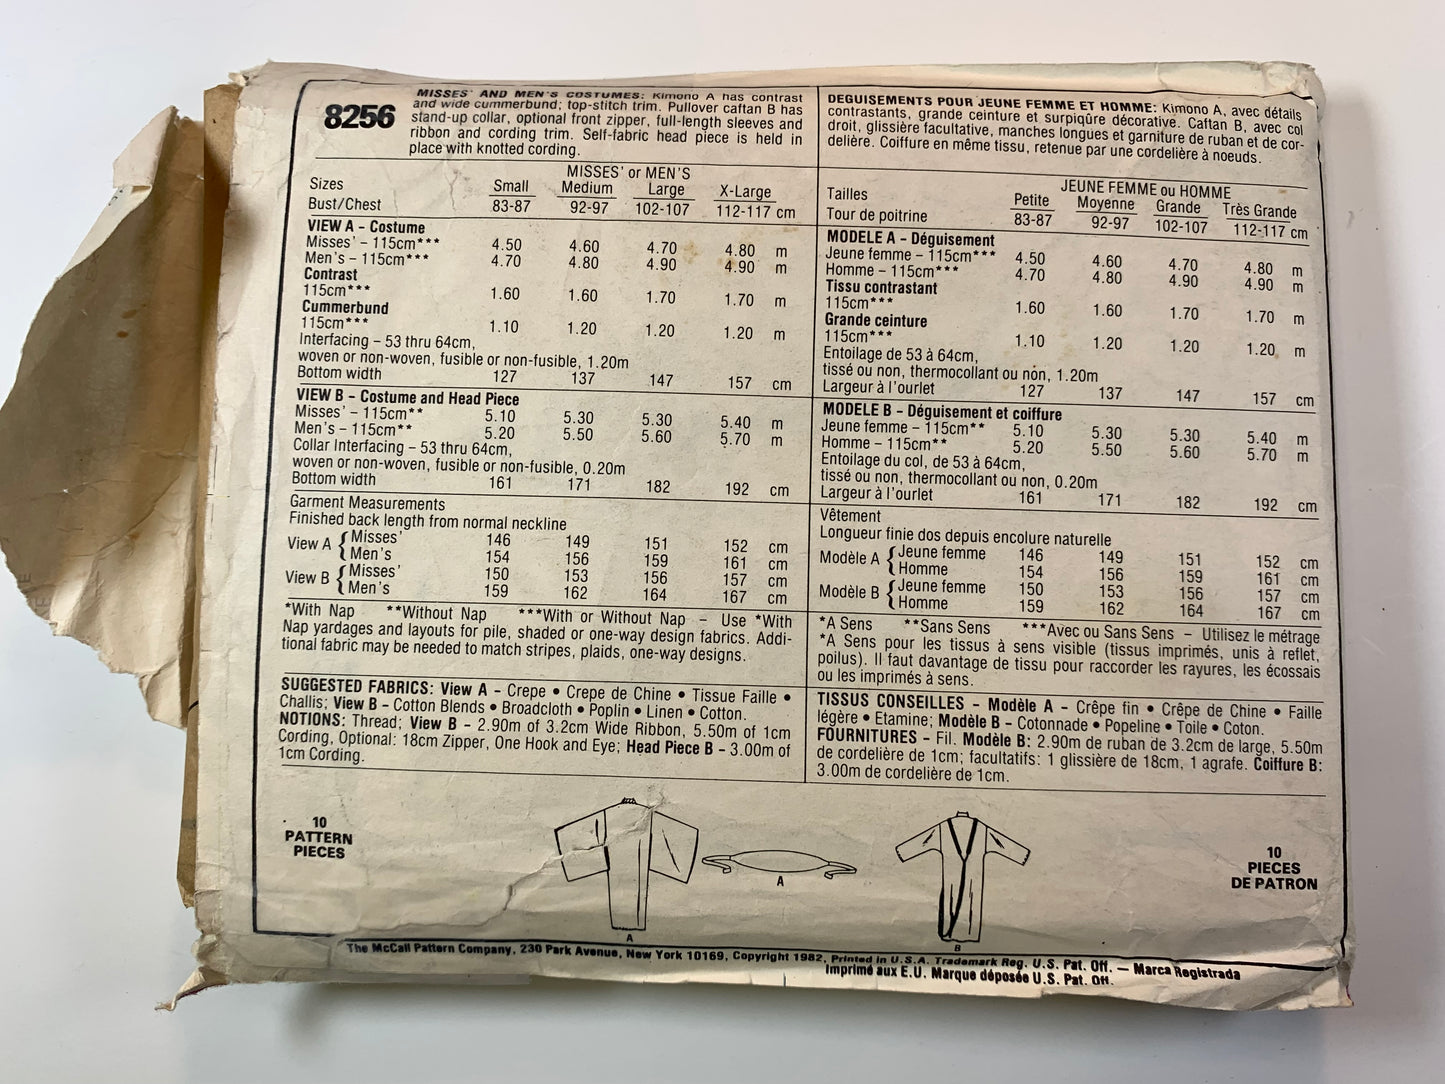 8256
MISSES' AND MEN'S COSTUMES: Kimono A has contrast
and wide cummerbund; top-stitch trim. Pullover caftan B has
stand-up collar, optional front zipper, full-length sleeves and
ribbon and cording trim. Self-fabric head piece is held in
place with knotted cording.
MISSES' or MEN'S
Sizes Small Medium Large X-Large
Bust/Chest 83-87 92-97 102-107 112-117 cm
VIEW A – Costume
Misses' – 115cm*** 4.50 4.60 4.70 4.80 m
Men's – 115cm*** 4.70 4.80 4.90 4.90 m
Contrast
115cm*** 1.60 1.60 1.70 1.70 m
Cummerbund
115cm*** 1.10 1.20 1.20 1.20 m
Interfacing – 53 thru 64cm,
woven or non-woven, fusible or non-fusible, 1.20m
Bottom width 127 137 147 157 cm
VIEW B – Costume and Head Piece
Misses' – 115cm** 5.10 5.30 5.30 5.40 m
Men's – 115cm** 5.20 5.50 5.60 5.70 m
Collar Interfacing – 53 thru 64cm,
woven or non-woven, fusible or non-fusible, 0.20m
Bottom width 161 171 182 192 cm
Garment Measurements
Finished back length from normal neckline
View A { Misses' 146 149 151 152 cm
Men's 154 156 159 161 cm
View B { Misses' 150 153 156 157 cm
Men's 159 162 164 167 cm
*With Nap **Without Nap ***With or Without Nap – Use *With
Nap yardages and layouts for pile, shaded or one-way design fabrics. Addi-
tional fabric may be needed to match stripes, plaids, one-way designs.
SUGGESTED FABRICS: View A - Crepe • Crepe de Chine • Tissue Faille •
Challis; View B - Cotton Blends • Broadcloth • Poplin • Linen • Cotton.
NOTIONS: Thread; View B - 2.90m of 3.2cm Wide Ribbon, 5.50m of 1cm
Cording, Optional: 18cm Zipper, One Hook and Eye; Head Piece B - 3.00m of
1cm Cording.
DEGUISEMENTS POUR JEUNE FEMME ET HOMME: Kimono A, avec détails
contrastants, grande ceinture et surpiqûre décorative. Caftan B, avec col
droit, glissière facultative, manches longues et garniture de ruban et de cor-
delière. Coiffure en même tissu, retenue par une cordelière à noeuds.
JEUNE FEMME ou HOMME
Tailles Petite Moyenne Grande Très Grande
Tour de poitrine 83-87 92-97 102-107 112-117 cm
MODELE A – Déguisement
Jeune femme – 115cm*** 4.50 4.60 4.70 4.80 m
Homme – 115cm*** 4.70 4.80 4.90 4.90 m
Tissu contrastant
115cm*** 1.60 1.60 1.70 1.70 m
Grande ceinture
115cm*** 1.10 1.20 1.20 1.20 m
Entoilage de 53 à 64cm,
tissé ou non, thermocollant ou non, 1.20m
Largeur à l'ourlet 127 137 147 157 cm
MODELE B – Déguisement et coiffure
Jeune femme – 115cm** 5.10 5.30 5.30 5.40 m
Homme – 115cm** 5.20 5.50 5.60 5.70 m
Entoilage du col, de 53 à 64cm,
tissé ou non, thermocollant ou non, 0.20m
Largeur à l'ourlet 161 171 182 192 cm
Vêtement
Longueur finie dos depuis encolure naturelle
Modèle A { Jeune femme 146 149 151 152 cm
Homme 154 156 159 161 cm
Modèle B { Jeune femme 150 153 156 157 cm
Homme 159 162 164 167 cm
*A Sens **Sans Sens ***Avec ou Sans Sens – Utilisez le métrage
*A Sens pour les tissus à sens visible (tissus imprimés, unis à reflet,
poilus). Il faut davantage de tissu pour raccorder les rayures, les écossais
ou les imprimés à sens.
TISSUS CONSEILLES - Modèle A - Crêpe fin • Crêpe de Chine • Faille
légère • Etamine; Modèle B - Cotonnade • Popeline • Toile • Coton.
FOURNITURES - Fil. Modèle B: 2.90m de ruban de 3.2cm de large, 5.50m
de cordelière de 1cm; facultatifs: 1 glissière de 18cm, 1 agrafe. Coiffure B:
3.00m de cordelière de 1cm.
10
PATTERN
PIECES
A
A
B
10
PIECES
DE PATRON
The McCall Pattern Company, 230 Park Avenue, New York 10169, Copyright 1982, Printed in U.S.A. Trademark Reg. U.S. Pat. Off. — Marca Registrada
Imprimé aux E.U. Marque déposée U.S. Pat. Off.